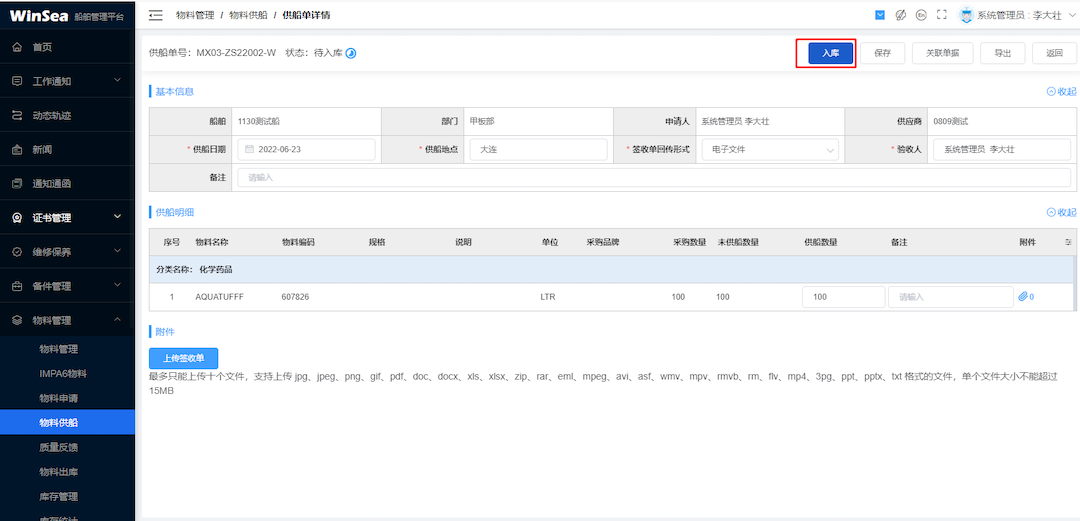 WinSea 船舶管理平台
首页
工作通知
动态轨迹
新闻
通知通函
证书管理
维修保养
备件管理
物料管理
物料管理
IMPA6物料
物料申请
物料供船
质量反馈
物料出库
库存管理
库存统计
物料管理 / 物料供船 / 供船单详情
En 系统管理员 : 李大社
供船单号：MX03-ZS22002-W 状态：待入库
入库 保存 关联单据 导出 返回
基本信息 收起
船舶 1130测试船 部门 甲板部 申请人 系统管理员 李大社 供应商 0809测试
* 供船日期 2022-06-23 * 供船地点 大连 * 签收单回传形式 电子文件 * 验收人 系统管理员 李大社
备注 请输入
供船明细 收起
序号 物料名称 物料编码 规格 说明 单位 采购品牌 采购数量 未供船数量 供船数量 备注 附件
分类名称： 化学药品
1 AQUATUFFF 607826 LTR 100 100 100 请输入 0
附件
上传签收单
最多只能上传十个文件，支持上传 jpg、jpeg、png、gif、pdf、doc、docx、xls、xlsx、zip、rar、eml、mpeg、avi、asf、wmv、mpv、rmvb、rm、flv、mp4、3pg、ppt、pptx、txt 格式的文件，单个文件大小不能超过
15MB